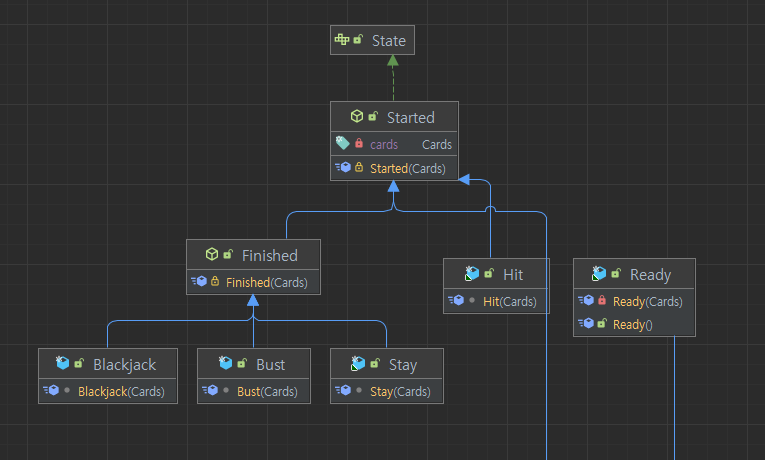 State
Started
cards Cards
Started(Cards)
Finished
Finished(Cards)
Hit
Hit(Cards)
Ready
Ready(Cards)
Ready()
Blackjack
Blackjack(Cards)
Bust
Bust(Cards)
Stay
Stay(Cards)